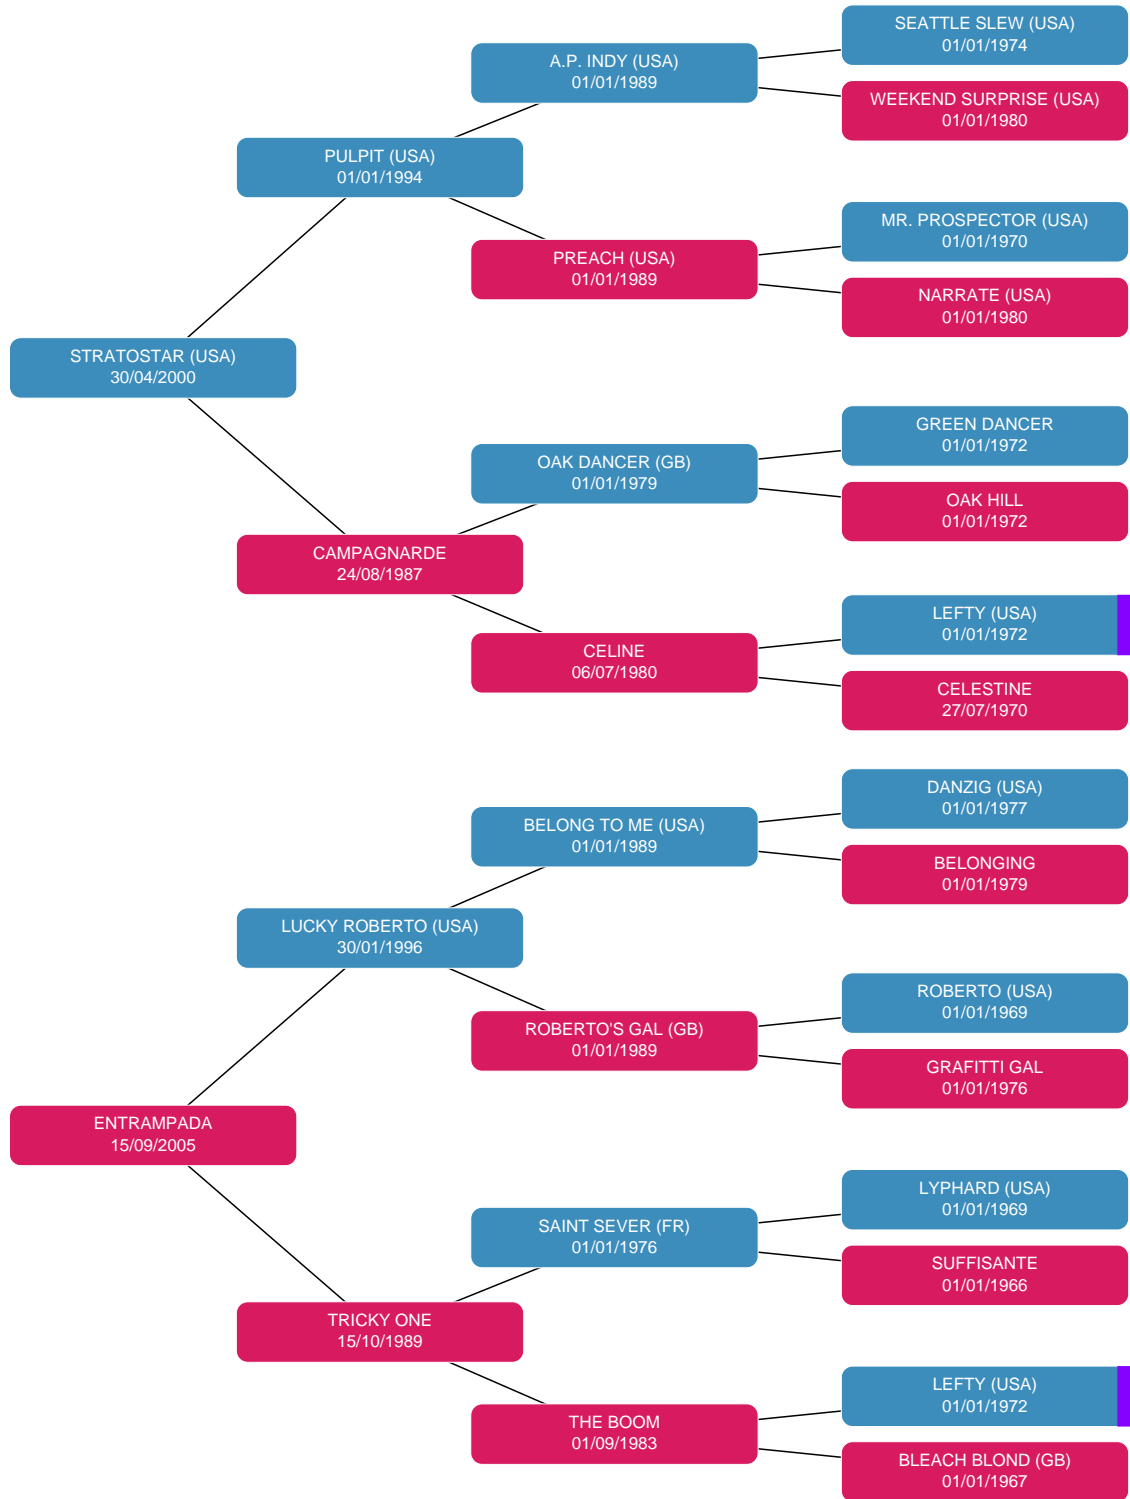 SEATTLE SLEW (USA)
01/01/1974
A.P. INDY (USA)
01/01/1989
WEEKEND SURPRISE (USA)
01/01/1980
PULPIT (USA)
01/01/1994
MR. PROSPECTOR (USA)
01/01/1970
PREACH (USA)
01/01/1989
NARRATE (USA)
01/01/1980
STRATOSTAR (USA)
30/04/2000
GREEN DANCER
01/01/1972
OAK DANCER (GB)
01/01/1979
OAK HILL
01/01/1972
CAMPAGNARDE
24/08/1987
LEFTY (USA)
01/01/1972
CELINE
06/07/1980
CELESTINE
27/07/1970
DANZIG (USA)
01/01/1977
BELONG TO ME (USA)
01/01/1989
BELONGING
01/01/1979
LUCKY ROBERTO (USA)
30/01/1996
ROBERTO (USA)
01/01/1969
ROBERTO'S GAL (GB)
01/01/1989
GRAFITTI GAL
01/01/1976
ENTRAMPADA
15/09/2005
LYPHARD (USA)
01/01/1969
SAINT SEVER (FR)
01/01/1976
SUFFISANTE
01/01/1966
TRICKY ONE
15/10/1989
LEFTY (USA)
01/01/1972
THE BOOM
01/09/1983
BLEACH BLOND (GB)
01/01/1967